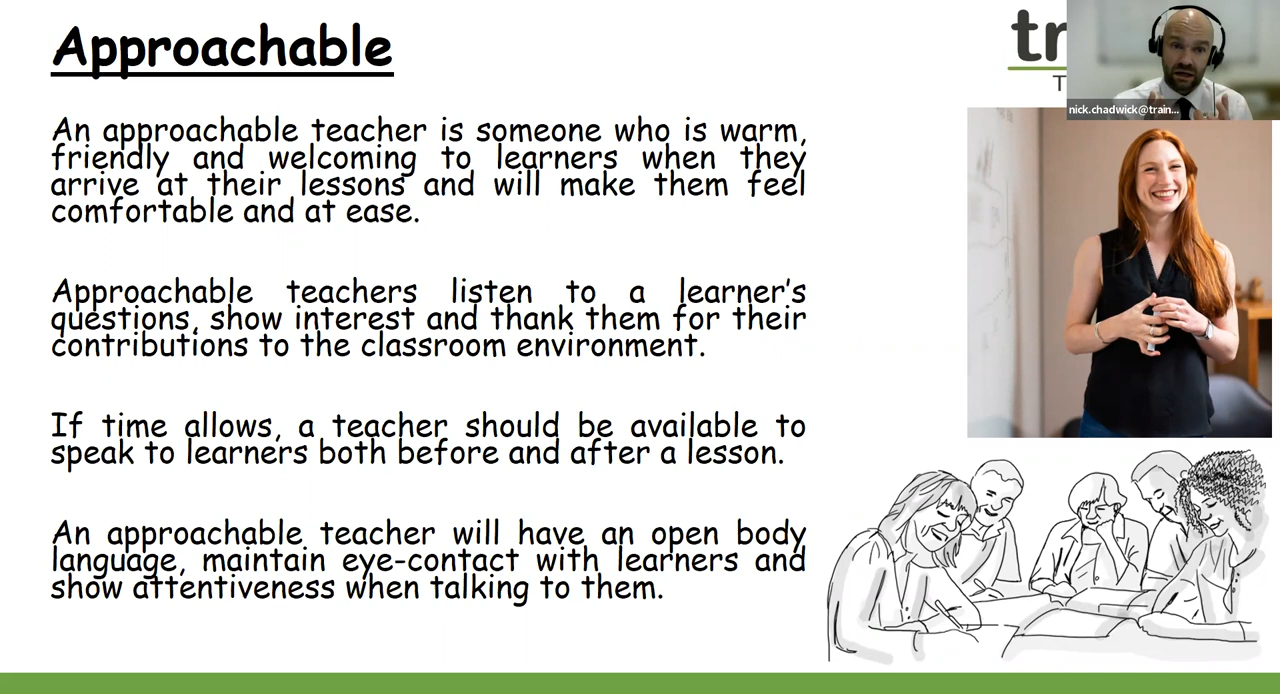 Approachable
tr
T
nick.chadwick@train...
An approachable teacher is someone who is warm,
friendly and welcoming to learners when they
arrive at their lessons and will make them feel
comfortable and at ease.
Approachable teachers listen to a learner's
questions, show interest and thank them for their
contributions to the classroom environment.
If time allows, a teacher should be available to
speak to learners both before and after a lesson.
An approachable teacher will have an open body
language, maintain eye-contact with learners and
show attentiveness when talking to them.